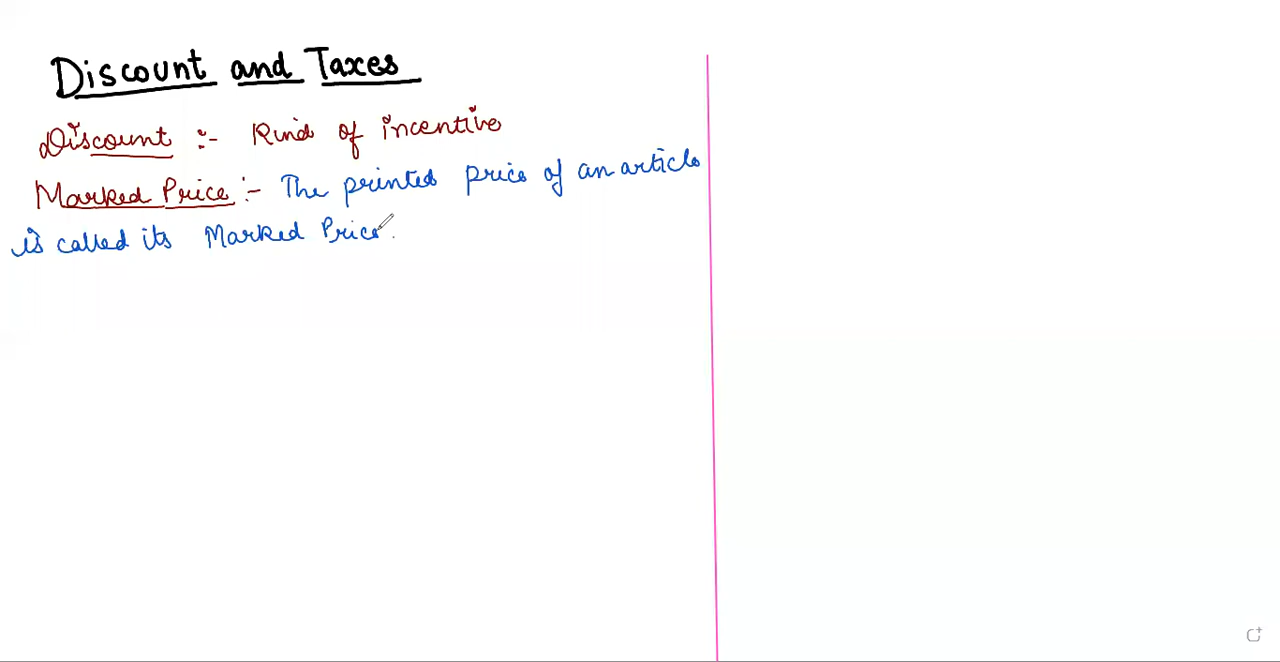 Discount and Taxes
Discount :- Kind of incentive
Marked Price :- The printed price of an article
is called its Marked Price.